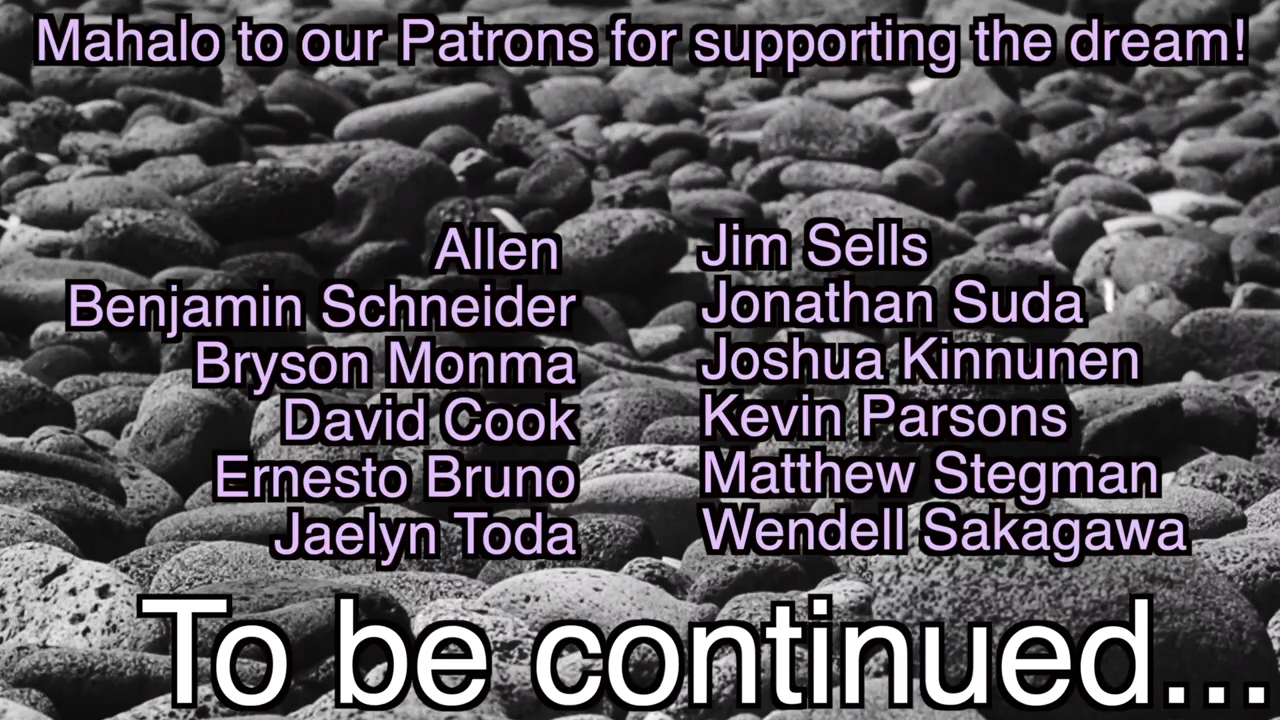 Mahalo to our Patrons for supporting the dream!
Allen
Benjamin Schneider
Bryson Monma
David Cook
Ernesto Bruno
Jaelyn Toda
Jim Sells
Jonathan Suda
Joshua Kinnunen
Kevin Parsons
Matthew Stegman
Wendell Sakagawa
To be continued...